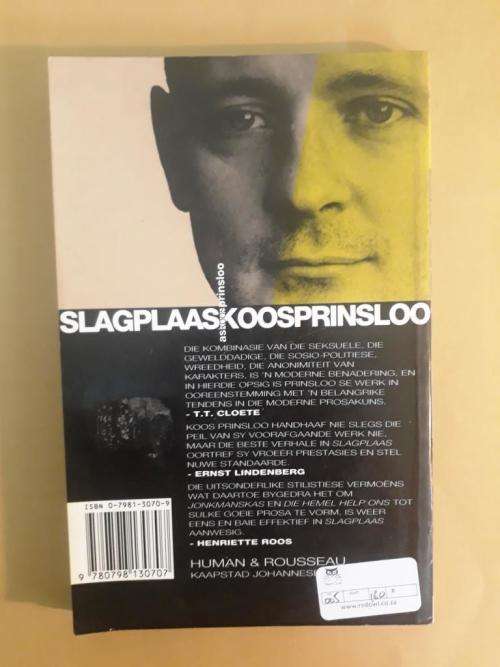 SLAGPLAASKOOSPRINSLOO
DIE KOMBINASIE VAN DIE SEKSUELE, DIE
GEWELDDADIGE, DIE SOSIO-POLITIESE,
WREEDHEID, DIE ANONIMITEIT VAN
KARAKTERS, IS 'N MODERNE BENADERING, EN
IN HIERDIE OPSIG IS PRINSLOO SE WERK IN
OOREENSTEMMING MET 'N BELANGRIKE
TENDENS IN DIE MODERNE PROSAKUNS.
- T.T. CLOETE
KOOS PRINSLOO HANDHAAF NIE SLEGS DIE
PEIL VAN SY VOORAFGAANDE WERK NIE,
MAAR DIE BESTE VERHALE IN SLAGPLAAS
OORTREF SY VROEËR PRESTASIES EN STEL
NUWE STANDAARDE.
- ERNST LINDENBERG
DIE UITSONDERLIKE STILISTIESE VERMOËNS
WAT DAARTOE BYGEDRA HET OM
JONKMANSKAS EN DIE HEMEL HELP ONS TOT
SULKE GOEIE PROSA TE VORM, IS WEER
EENS EN BAIE EFFEKTIEF IN SLAGPLAAS
AANWESIG.
- HENRIETTE ROOS
HUMAN & ROUSSEAU
KAAPSTAD
ISBN 0-7981-3070-9
9 780798 130707